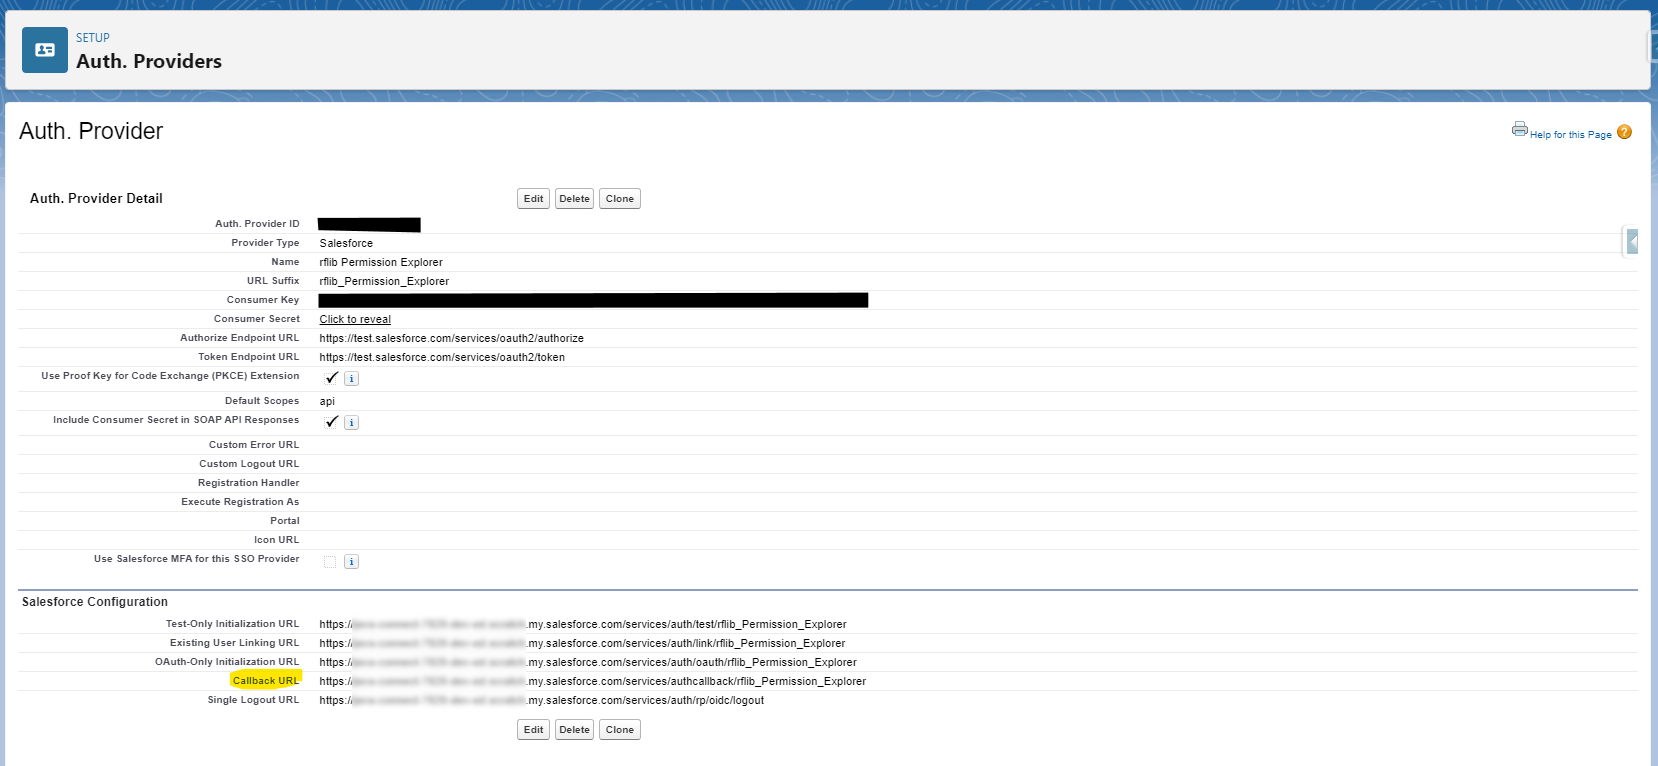 SETUP
Auth. Providers
Auth. Provider
Help for this Page ?
Auth. Provider Detail Edit Delete Clone
Auth. Provider ID
Provider Type Salesforce
Name rflib Permission Explorer
URL Suffix rflib_Permission_Explorer
Consumer Key
Consumer Secret Click to reveal
Authorize Endpoint URL https://test.salesforce.com/services/oauth2/authorize
Token Endpoint URL https://test.salesforce.com/services/oauth2/token
Use Proof Key for Code Exchange (PKCE) Extension ✓ i
Default Scopes api
Include Consumer Secret in SOAP API Responses ✓ i
Custom Error URL
Custom Logout URL
Registration Handler
Execute Registration As
Portal
Icon URL
Use Salesforce MFA for this SSO Provider i
Salesforce Configuration
Test-Only Initialization URL https:/ .my.salesforce.com/services/auth/test/rflib_Permission_Explorer
Existing User Linking URL https:/ .my.salesforce.com/services/auth/link/rflib_Permission_Explorer
OAuth-Only Initialization URL https:/ .my.salesforce.com/services/auth/oauth/rflib_Permission_Explorer
Callback URL https:/ .my.salesforce.com/services/authcallback/rflib_Permission_Explorer
Single Logout URL https:/ .my.salesforce.com/services/auth/rp/oidc/logout
Edit Delete Clone